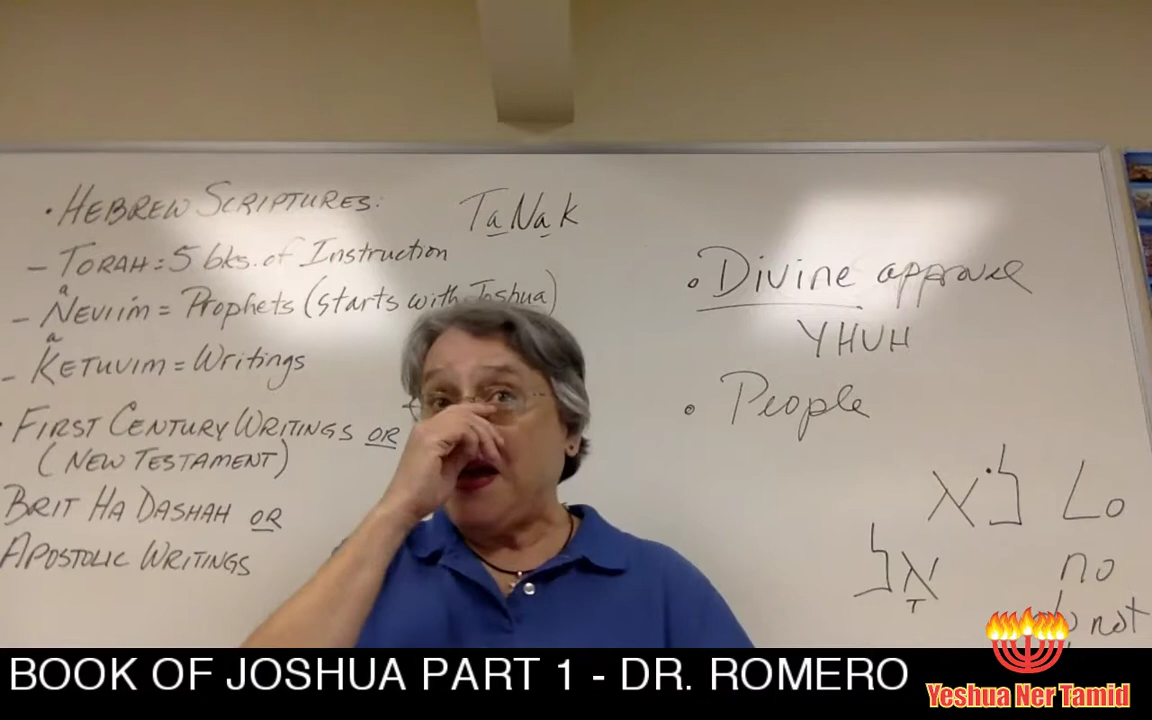 • HEBREW SCRIPTURES:
TaNaK
– TORAH = 5 bks. of Instruction
a
– NEVIIM = Prophets (starts with Joshua)
a
– KETUVIM = Writings
• FIRST CENTURY WRITINGS OR
(NEW TESTAMENT)
BRIT HA DASHAH OR
APOSTOLIC WRITINGS
• Divine approval
YHUH
• People
לֹא Lo
אָל no
not
BOOK OF JOSHUA PART 1 - DR. ROMERO
Yeshua Ner Tamid